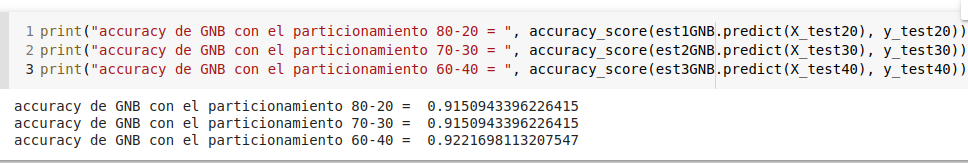 1 print("accuracy de GNB con el particionamiento 80-20 = ", accuracy_score(est1GNB.predict(X_test20), y_test20))
2 print("accuracy de GNB con el particionamiento 70-30 = ", accuracy_score(est2GNB.predict(X_test30), y_test30))
3 print("accuracy de GNB con el particionamiento 60-40 = ", accuracy_score(est3GNB.predict(X_test40), y_test40))
accuracy de GNB con el particionamiento 80-20 =  0.9150943396226415
accuracy de GNB con el particionamiento 70-30 =  0.9150943396226415
accuracy de GNB con el particionamiento 60-40 =  0.9221698113207547